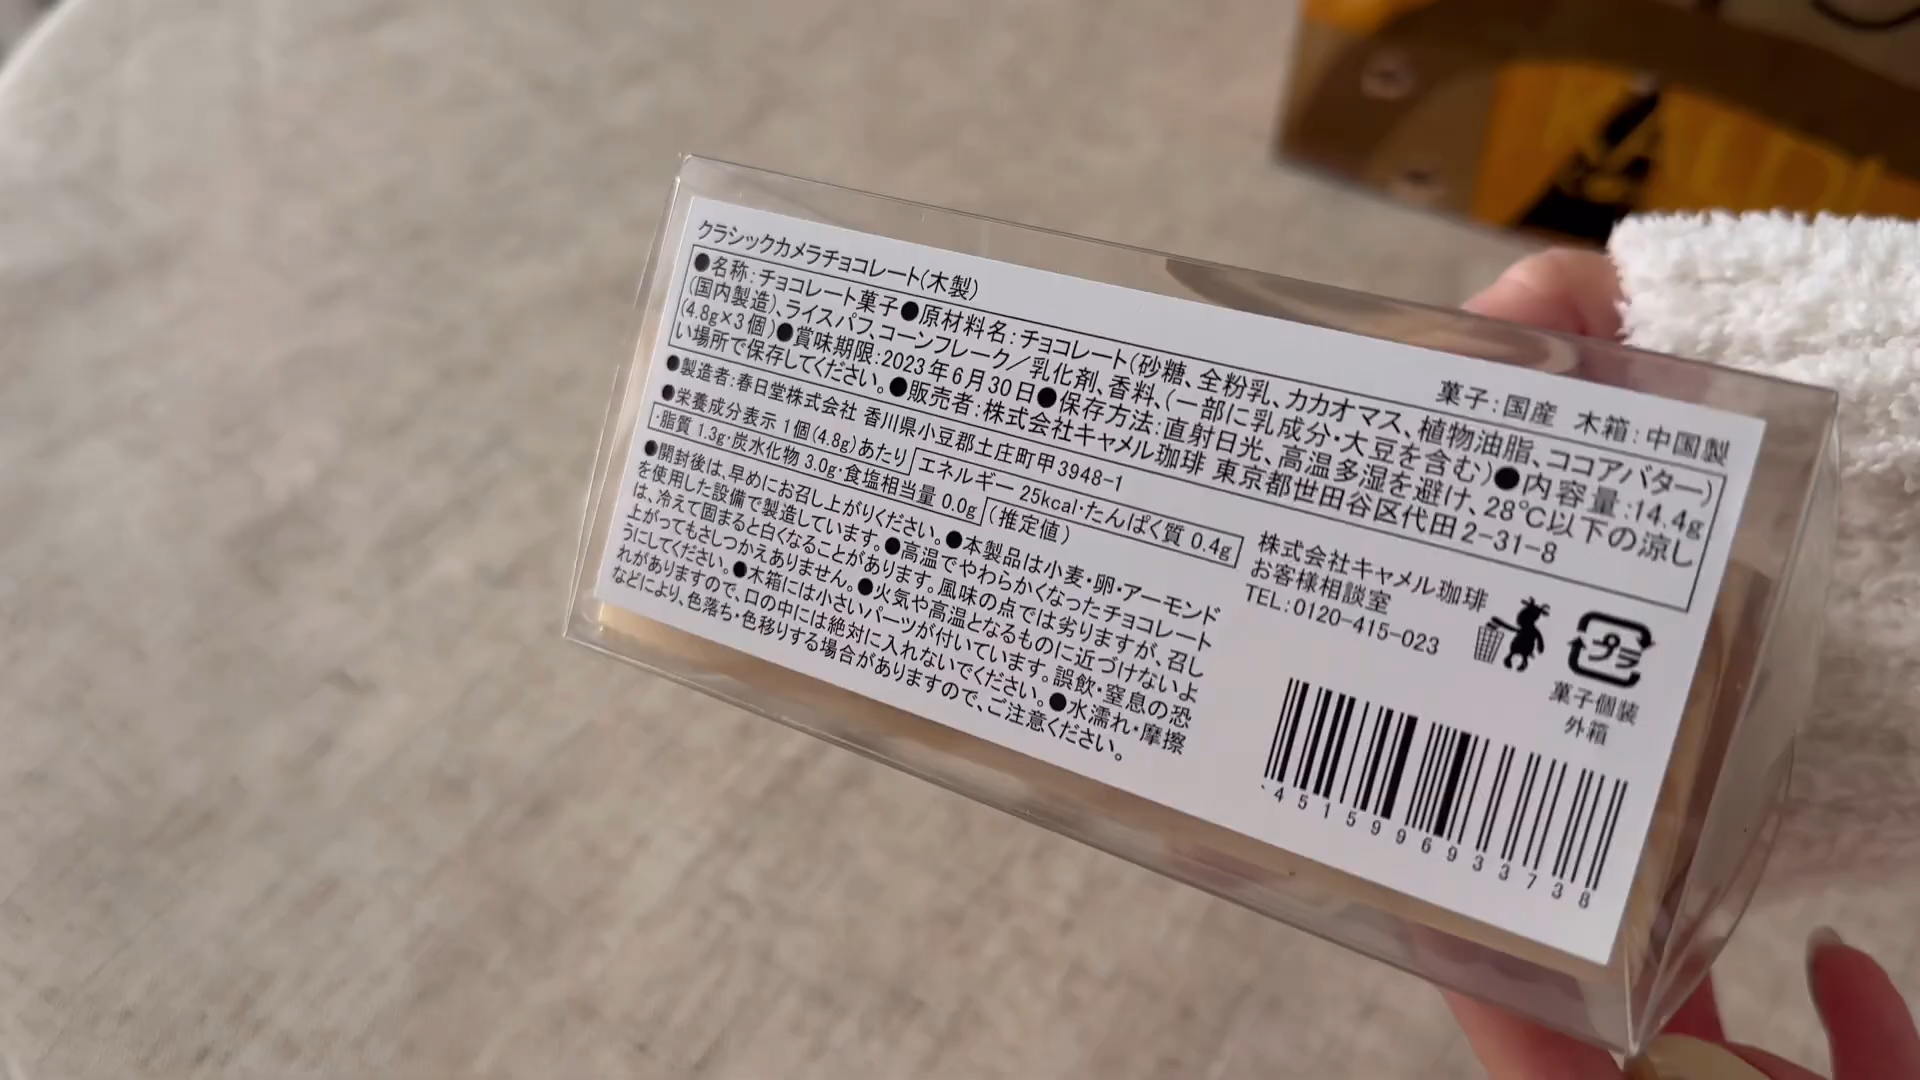 クラシックカメラチョコレート(木製)
菓子:国産 木箱:中国製
●名称:チョコレート菓子●原材料名:チョコレート(砂糖、全粉乳、カカオマス、植物油脂、ココアバター)
(国内製造)、ライスパフ、コーンフレーク/乳化剤、香料、(一部に乳成分・大豆を含む)●内容量:14.4g
(4.8g×3個)●賞味期限:2023年6月30日●保存方法:直射日光、高温多湿を避け、28℃以下の涼し
い場所で保存してください。●販売者:株式会社キャメル珈琲 東京都世田谷区代田2-31-8
●製造者:春日堂株式会社 香川県小豆郡土庄町甲3948-1
●栄養成分表示 1個(4.8g)あたり エネルギー 25kcal・たんぱく質 0.4g
・脂質 1.3g・炭水化物 3.0g・食塩相当量 0.0g (推定値)
●開封後は、早めにお召し上がりください。●本製品は小麦・卵・アーモンド
を使用した設備で製造しています。●高温でやわらかくなったチョコレート
は、冷えて固まると白くなることがあります。風味の点では劣りますが、召し
上がってもさしつかえありません。●火気や高温となるものに近づけないよ
うにしてください。●木箱には小さいパーツが付いています。誤飲・窒息の恐
れがありますので、口の中には絶対に入れないでください。●水濡れ・摩擦
などにより、色落ち・色移りする場合がありますので、ご注意ください。
株式会社キャメル珈琲
お客様相談室
TEL:0120-415-023
プラ
菓子個装
外箱
4515996933738